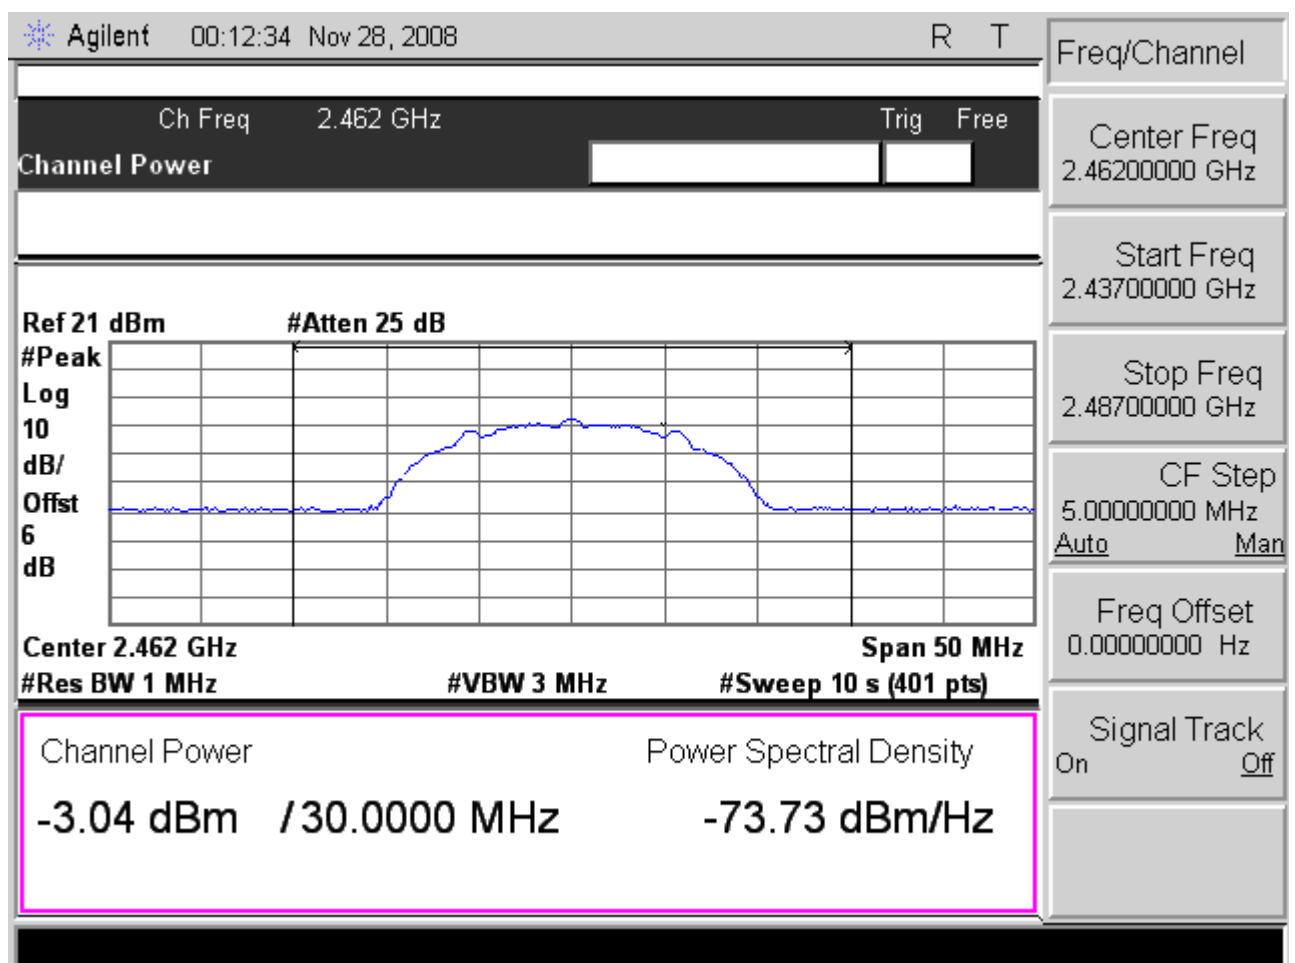 Agilent 00:12:34 Nov 28, 2008 R T
Ch Freq 2.462 GHz Trig Free
Channel Power
Ref 21 dBm #Atten 25 dB
#Peak
Log
10
dB/
Offst
6
dB
Center 2.462 GHz Span 50 MHz
#Res BW 1 MHz #VBW 3 MHz #Sweep 10 s (401 pts)
Channel Power Power Spectral Density
-3.04 dBm / 30.0000 MHz -73.73 dBm/Hz
Freq/Channel
Center Freq
2.46200000 GHz
Start Freq
2.43700000 GHz
Stop Freq
2.48700000 GHz
CF Step
5.00000000 MHz
Auto Man
Freq Offset
0.00000000 Hz
Signal Track
On Off